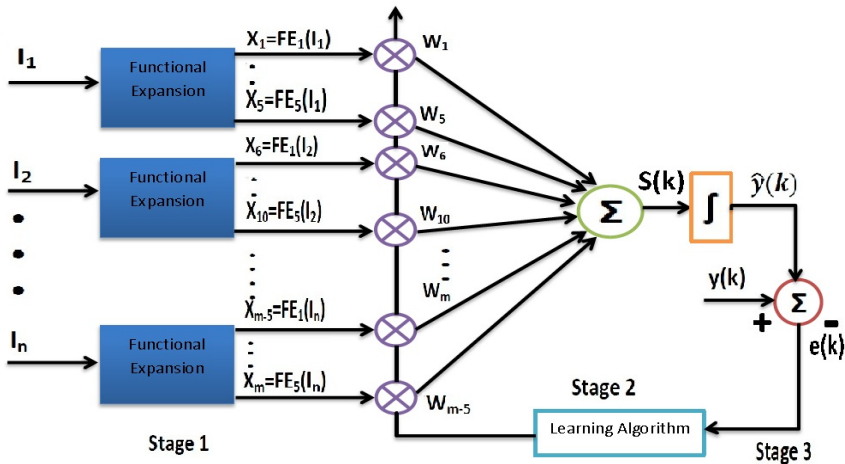 I1
Functional
Expansion
X1=FE1(I1)
W1
X5=FE5(I1)
W5
I2
Functional
Expansion
X6=FE1(I2)
W6
X10=FE5(I2)
W10
Σ
S(k)
∫
ŷ(k)
y(k)
+
Σ
-
e(k)
In
Functional
Expansion
Xm-5=FE1(In)
Wm
Xm=FE5(In)
Wm-5
Stage 1
Stage 2
Learning Algorithm
Stage 3